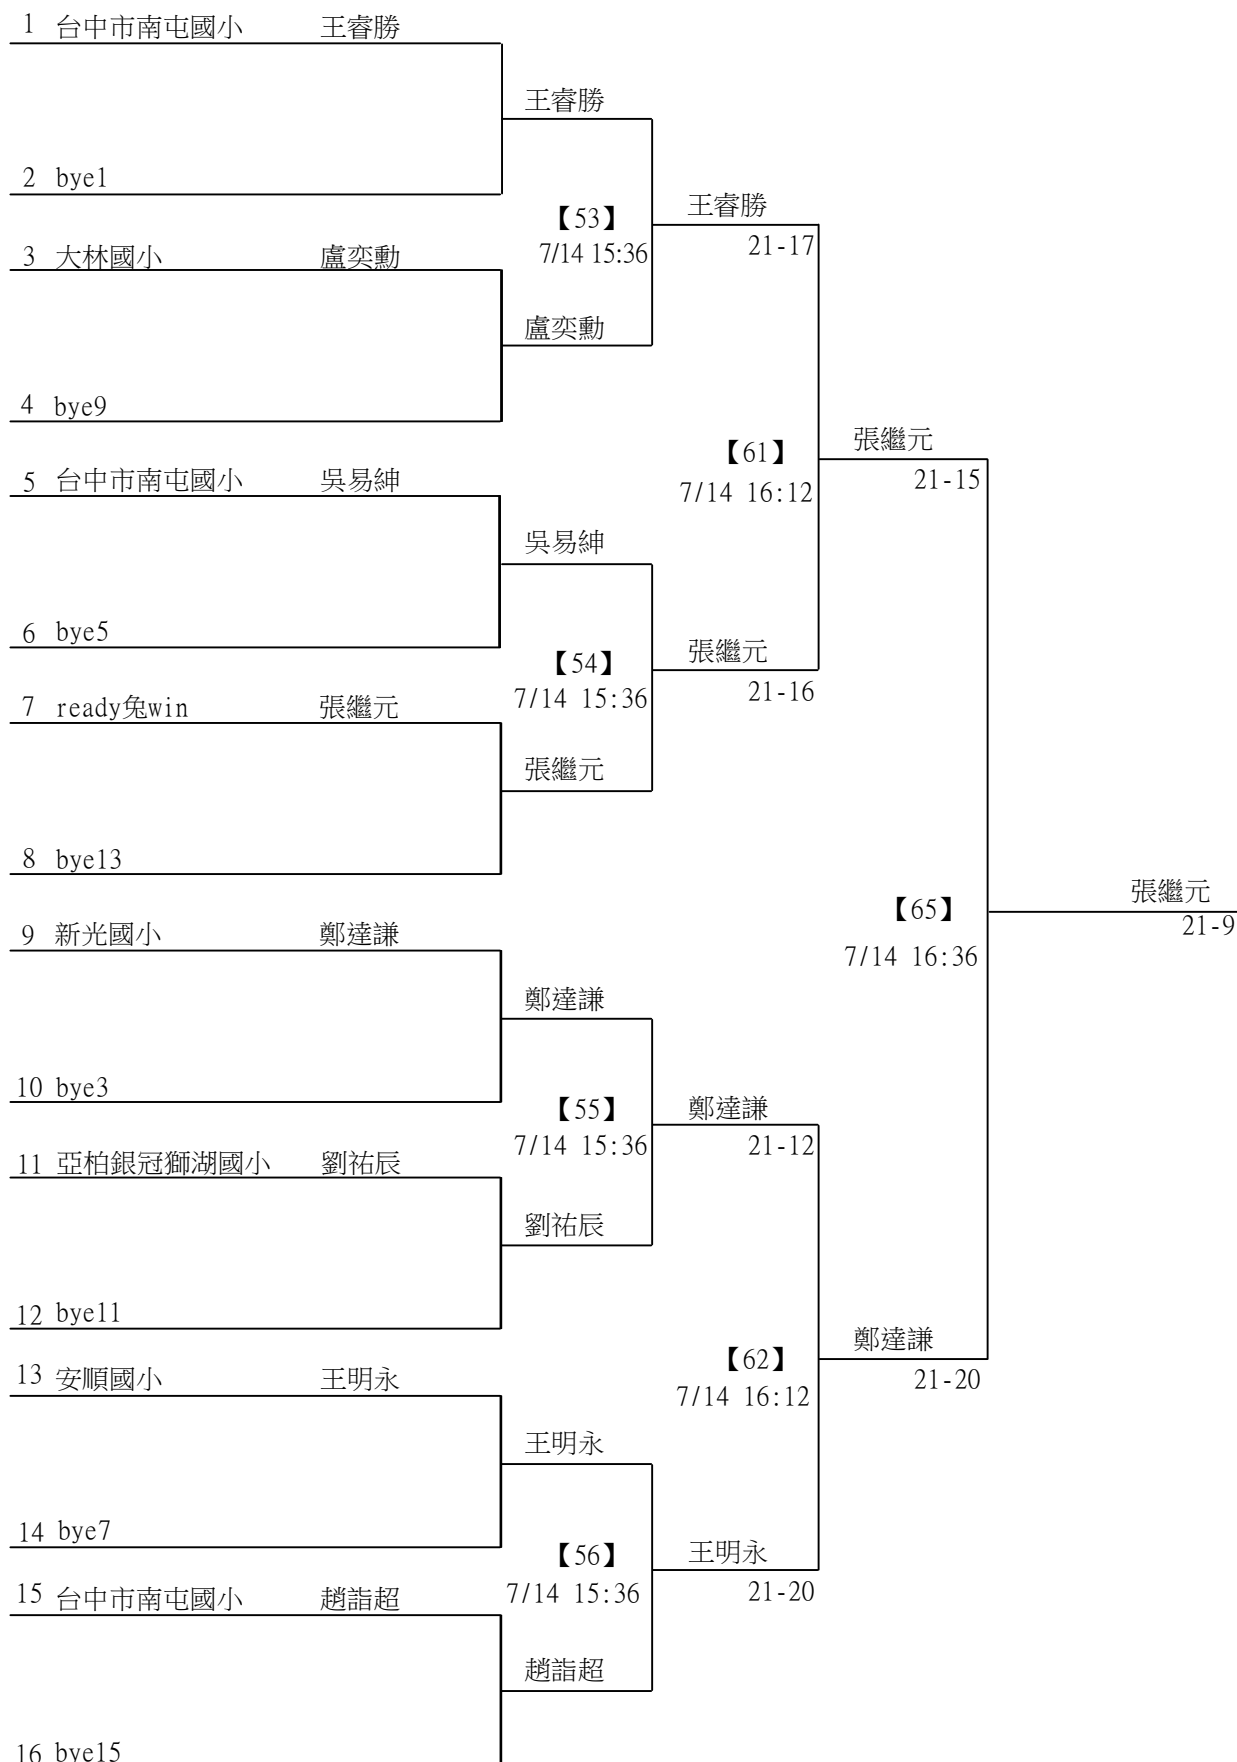 1 台中市南屯國小 王睿勝
王睿勝
2 bye1
【53】
7/14 15:36
王睿勝
21-17
3 大林國小 盧奕勳
盧奕勳
4 bye9
【61】
7/14 16:12
張繼元
21-15
5 台中市南屯國小 吳易紳
吳易紳
6 bye5
【54】
7/14 15:36
張繼元
21-16
7 ready兔win 張繼元
張繼元
8 bye13
【65】
7/14 16:36
張繼元
21-9
9 新光國小 鄭達謙
鄭達謙
10 bye3
【55】
7/14 15:36
鄭達謙
21-12
11 亞柏銀冠獅湖國小 劉祐辰
劉祐辰
12 bye11
【62】
7/14 16:12
鄭達謙
21-20
13 安順國小 王明永
王明永
14 bye7
【56】
7/14 15:36
王明永
21-20
15 台中市南屯國小 趙詣超
趙詣超
16 bye15